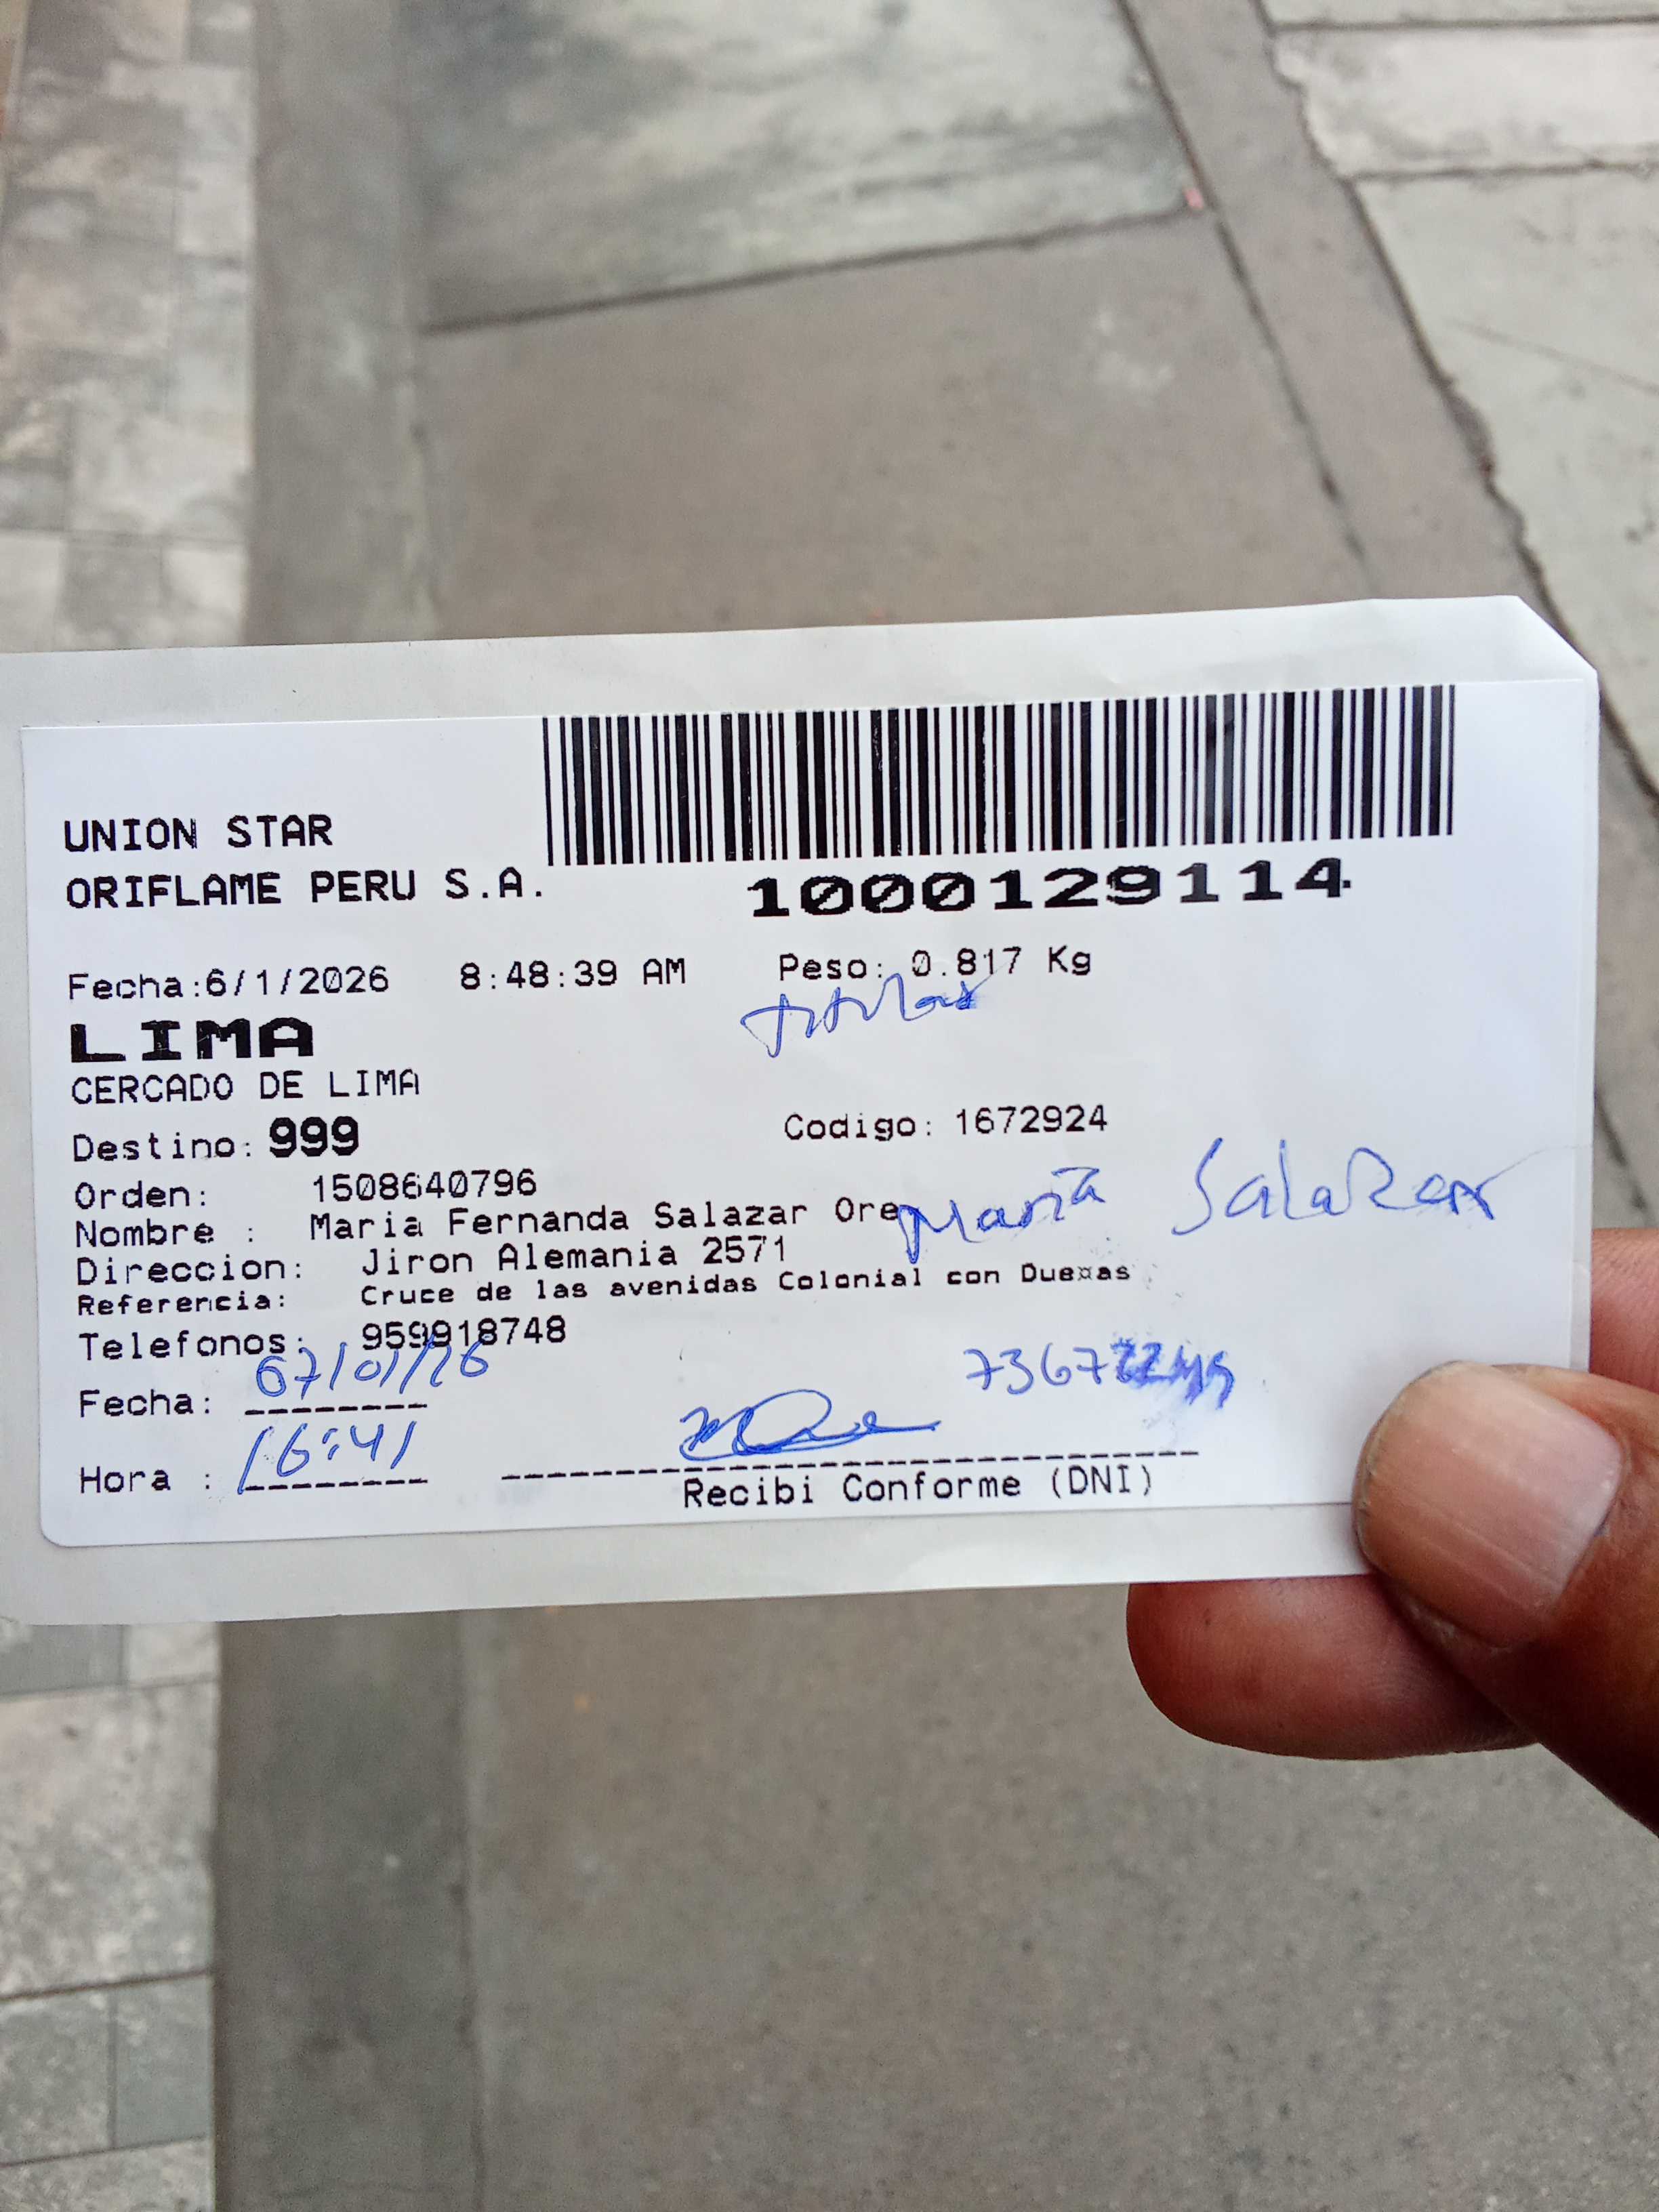 UNION STAR
ORIFLAME PERU S.A.
1000129114
Fecha:6/1/2026 8:48:39 AM Peso: 0.817 Kg
titular
LIMA
CERCADO DE LIMA
Destino: 999 Codigo: 1672924
Orden: 1508640796
Nombre : Maria Fernanda Salazar Ore
Maria Salazar
Direccion: Jiron Alemania 2571
Referencia: Cruce de las avenidas Colonial con Dueñas
Telefonos: 959918748
Fecha: 07/01/26
Hora : 16:41
Recibi Conforme (DNI)